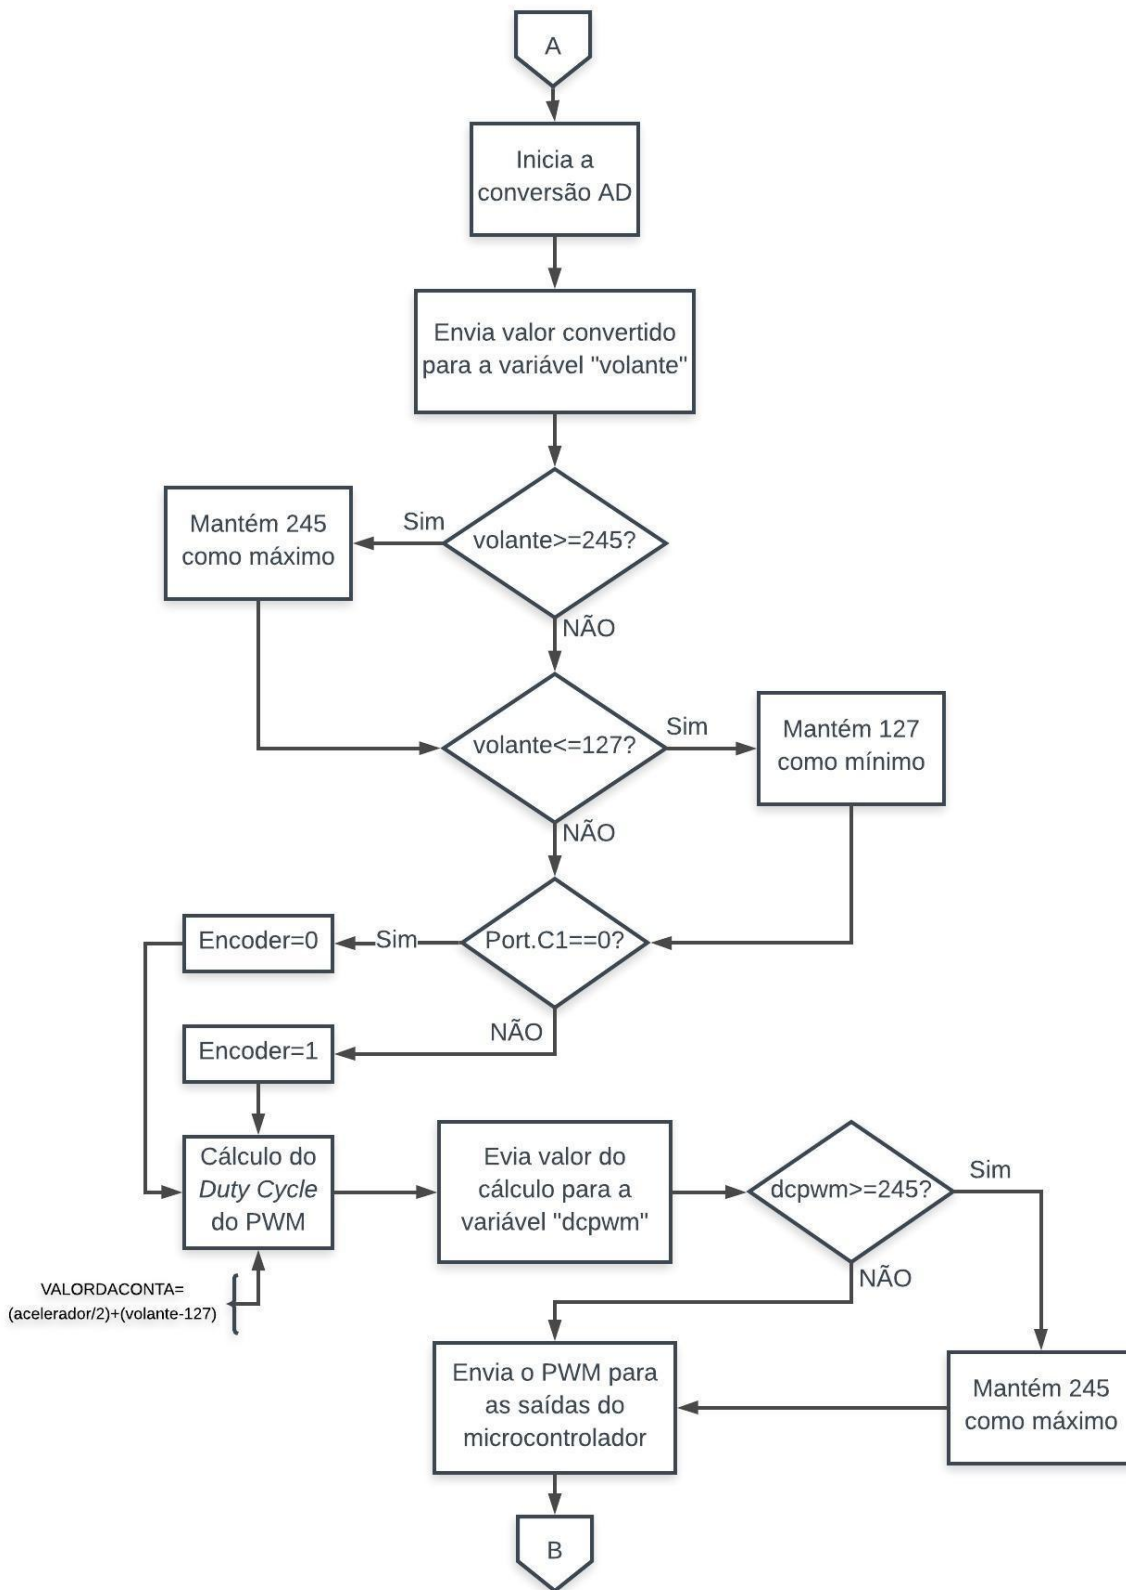 A
Inicia a
conversão AD
Envia valor convertido
para a variável "volante"
volante>=245?
Sim
Mantém 245
como máximo
NÃO
volante<=127?
Sim
Mantém 127
como mínimo
NÃO
Port.C1==0?
Sim
Encoder=0
NÃO
Encoder=1
Cálculo do
Duty Cycle
do PWM
VALORDACONTA=
(acelerador/2)+(volante-127)
Evia valor do
cálculo para a
variável "dcpwm"
dcpwm>=245?
Sim
NÃO
Mantém 245
como máximo
Envia o PWM para
as saídas do
microcontrolador
B